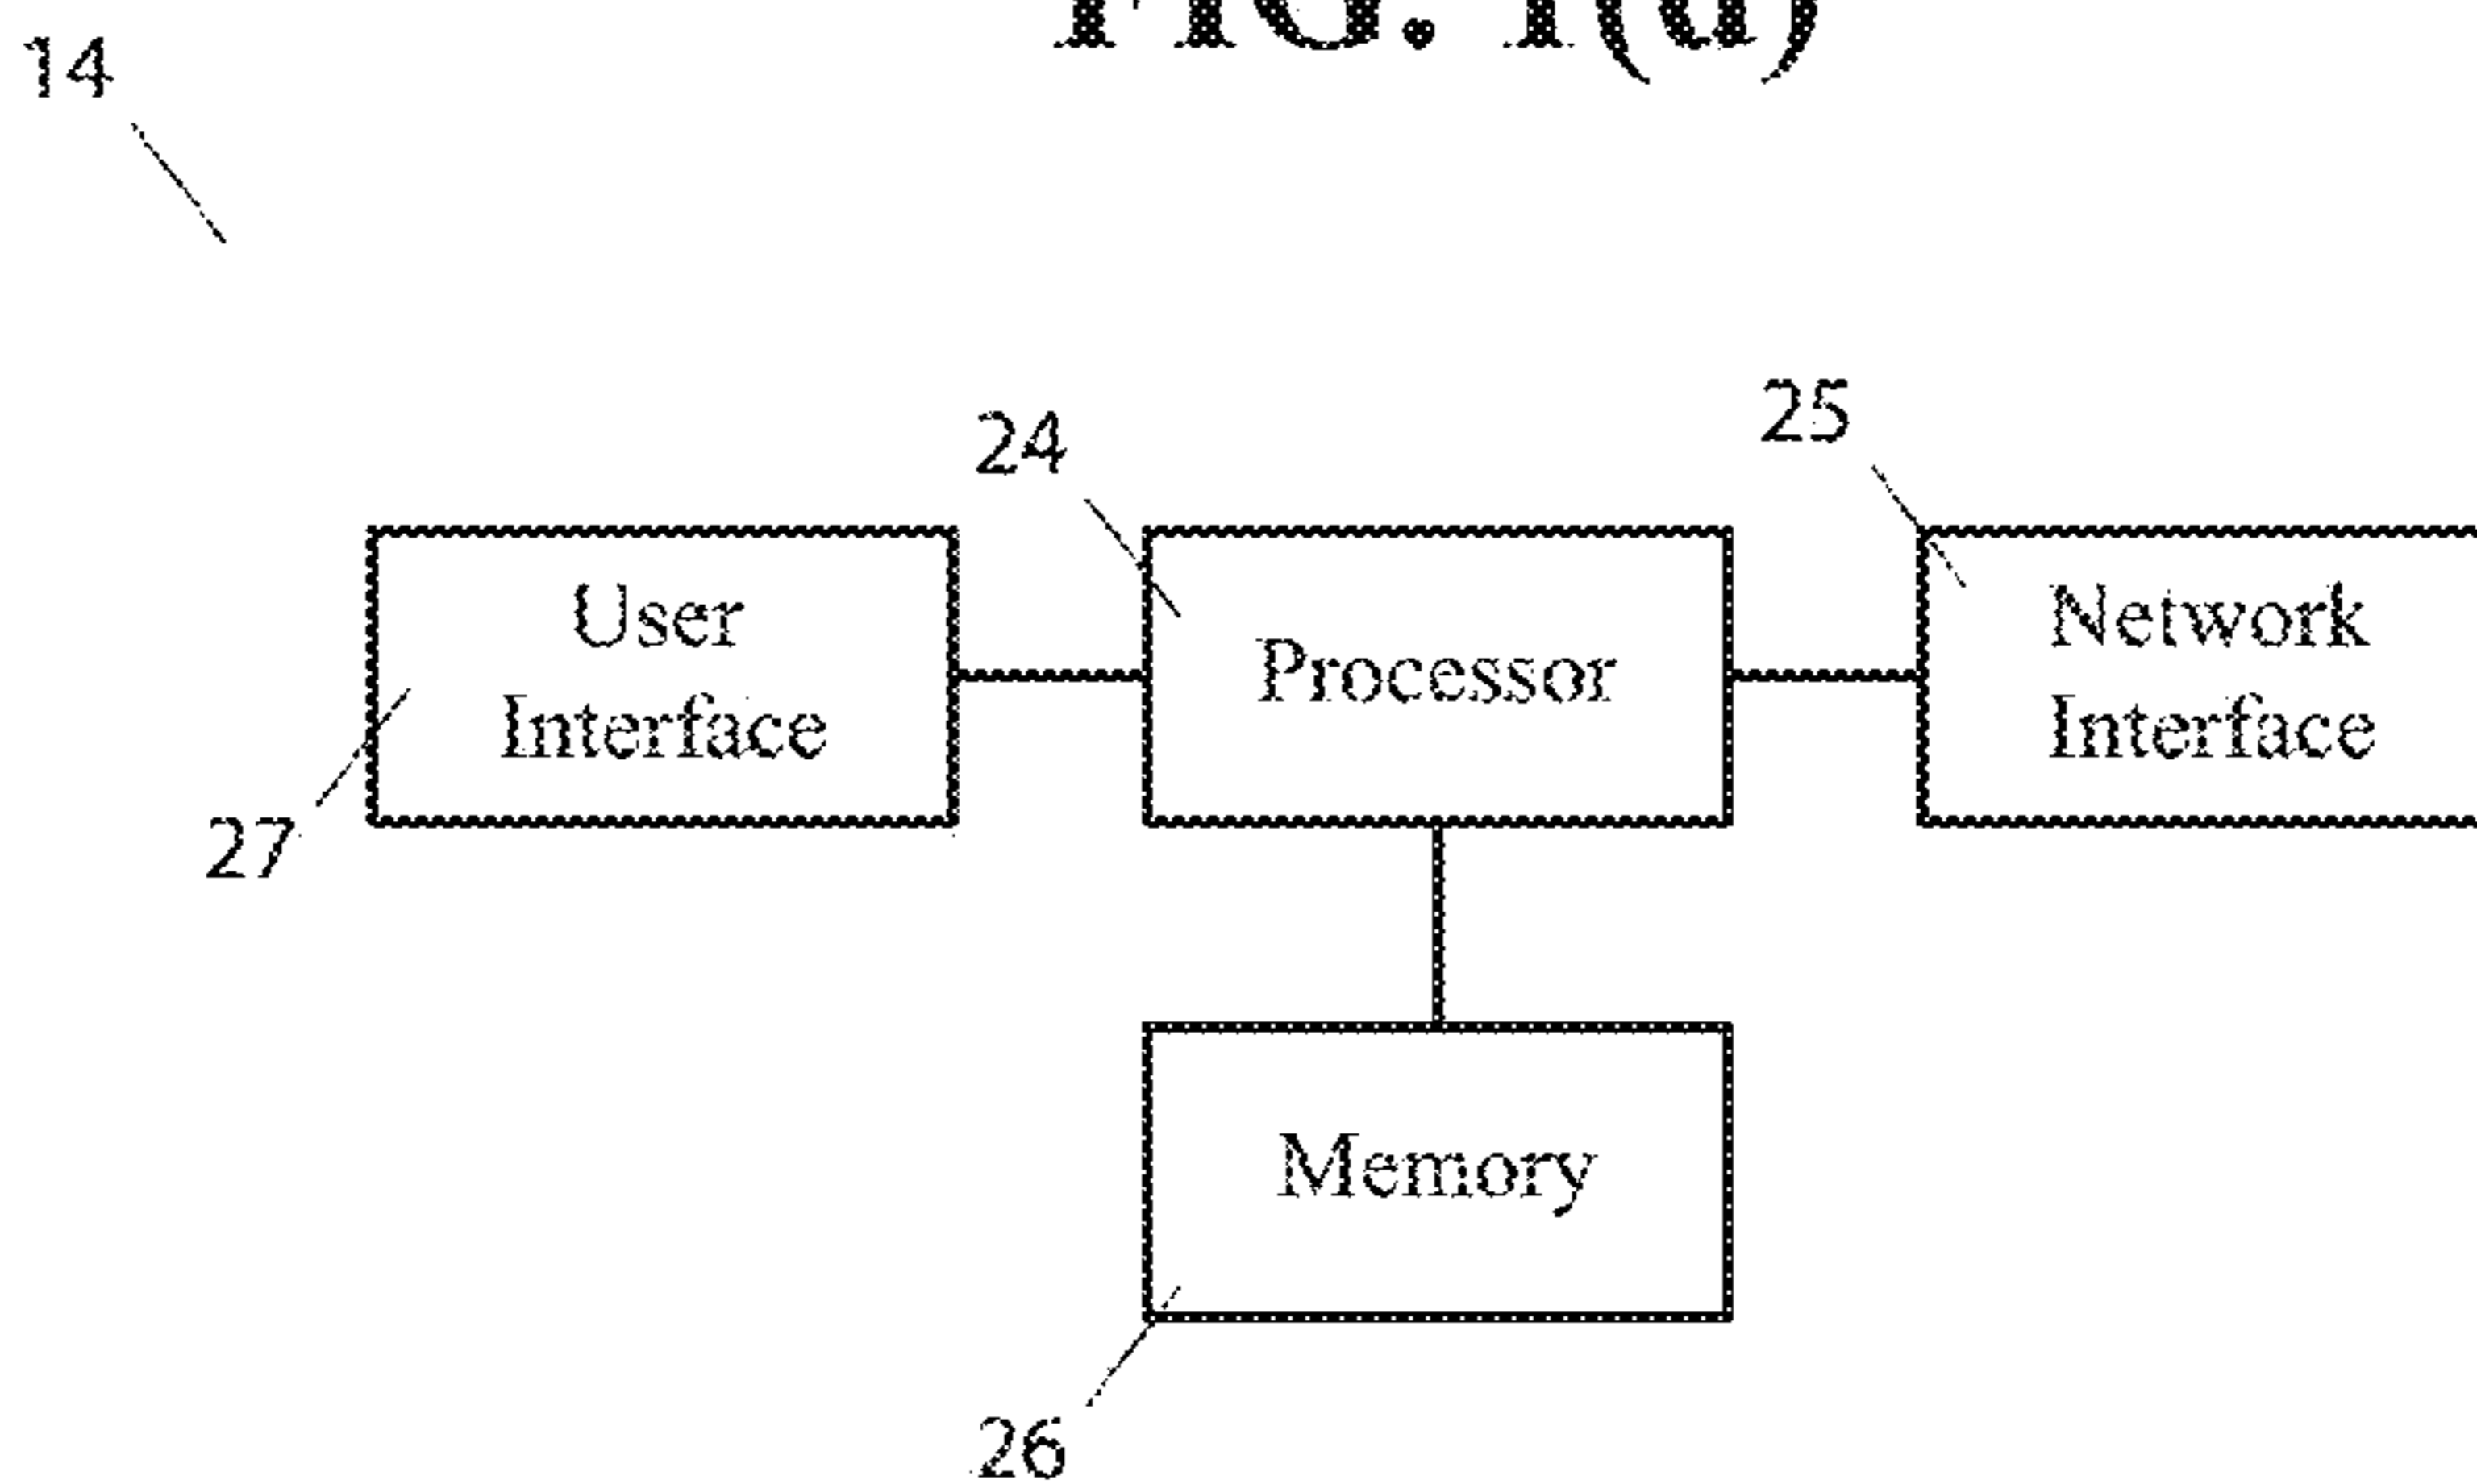 14
24
25
User
Interface
Processor
Network
Interface
27
Memory
26